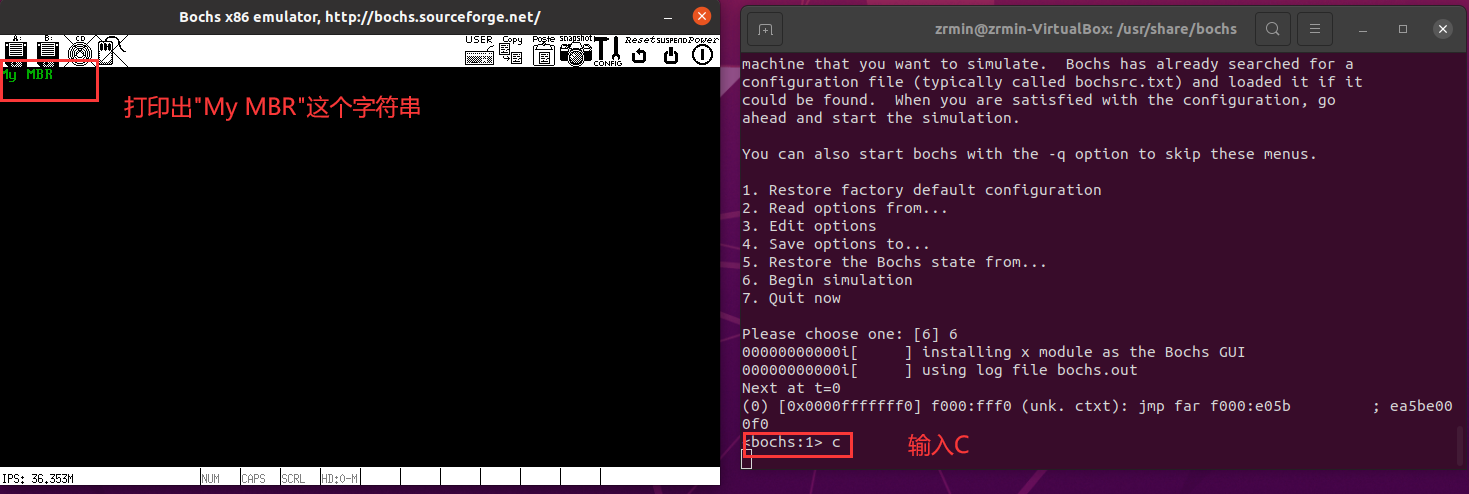 Bochs x86 emulator, http://bochs.sourceforge.net/
A: B: CD USER Copy Paste snapshot CONFIG Reset SUSPEND Power
My MBR
打印出"My MBR"这个字符串
IPS: 36.353M NUM CAPS SCRL HD:0-M
zrmin@zrmin-VirtualBox: /usr/share/bochs
machine that you want to simulate.  Bochs has already searched for a
configuration file (typically called bochsrc.txt) and loaded it if it
could be found.  When you are satisfied with the configuration, go
ahead and start the simulation.
You can also start bochs with the -q option to skip these menus.
1. Restore factory default configuration
2. Read options from...
3. Edit options
4. Save options to...
5. Restore the Bochs state from...
6. Begin simulation
7. Quit now
Please choose one: [6] 6
00000000000i[      ] installing x module as the Bochs GUI
00000000000i[      ] using log file bochs.out
Next at t=0
(0) [0x0000fffffff0] f000:fff0 (unk. ctxt): jmp far f000:e05b         ; ea5be00
0f0
<bochs:1> c
输入C